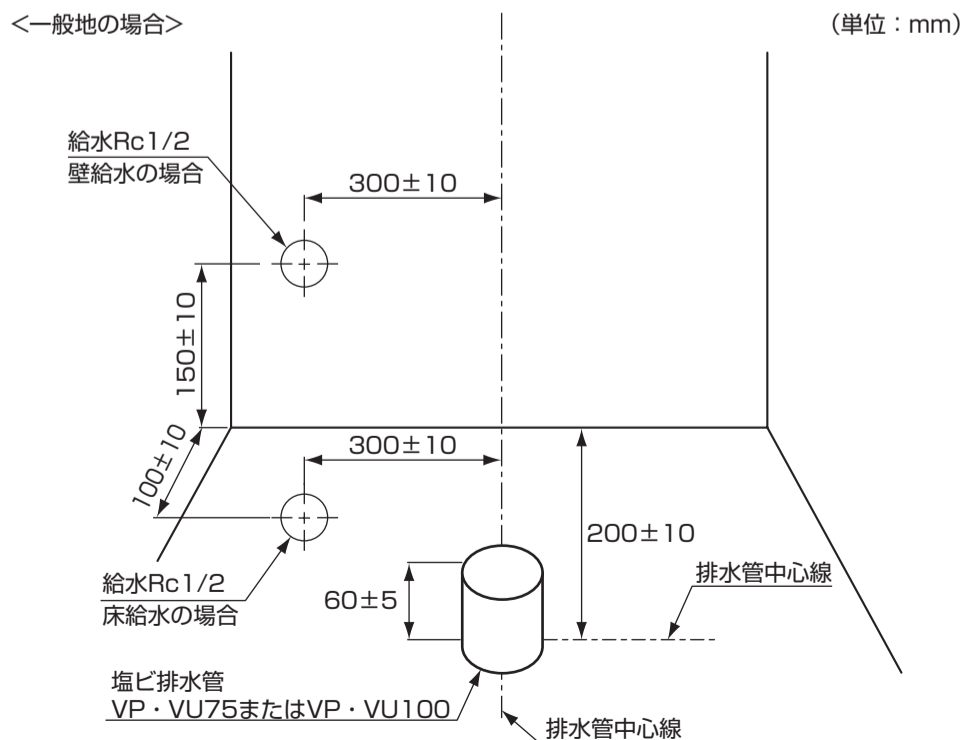 <一般地の場合>
(単位：mm)
給水Rc1/2
壁給水の場合
300±10
150±10
100±10
300±10
200±10
給水Rc1/2
床給水の場合
60±5
排水管中心線
塩ビ排水管
VP・VU75またはVP・VU100
排水管中心線